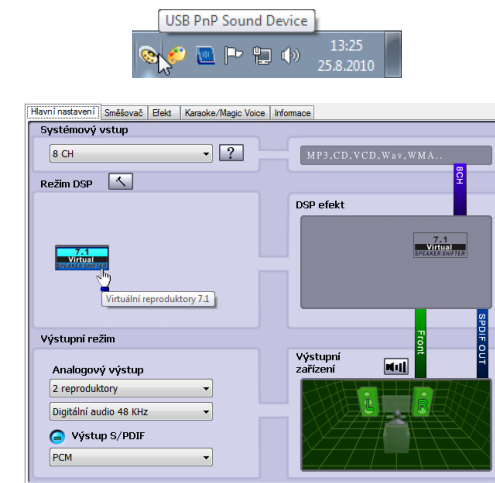 USB PnP Sound Device
13:25
25.8.2010
Hlavní nastavení Směšovač Efekt Karaoke/Magic Voice Informace
Systémový vstup
8 CH
?
MP3,CD,VCD,Wav,WMA..
8CH
Režim DSP
DSP efekt
7.1
Virtual
SPEAKER SHIFTER
7.1
Virtual
SPEAKER SHIFTER
Virtuální reproduktory 7.1
Front
SPDIF OUT
Výstupní režim
Analogový výstup
Výstupní
zařízení
2 reproduktory
Digitální audio 48 KHz
L R
Výstup S/PDIF
PCM